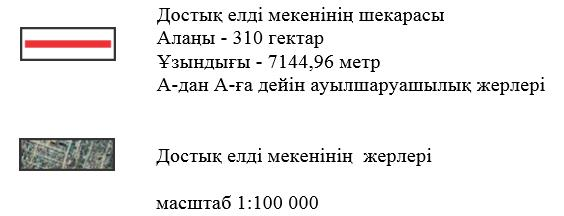 Достық елді мекенінің шекарасы
Алаңы - 310 гектар
Ұзындығы - 7144,96 метр
А-дан А-ға дейін ауылшаруашылық жерлері
Достық елді мекенінің жерлері
масштаб 1:100 000